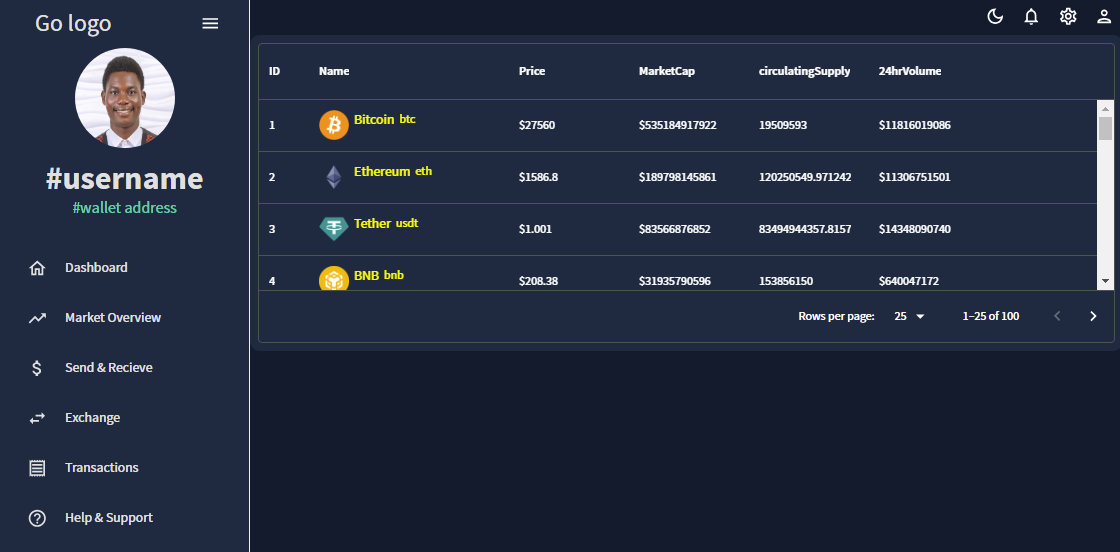 Go logo
#username
#wallet address
Dashboard
Market Overview
Send & Recieve
Exchange
Transactions
Help & Support
ID Name Price MarketCap circulatingSupply 24hrVolume
1 Bitcoin btc $27560 $535184917922 19509593 $11816019086
2 Ethereum eth $1586.8 $189798145861 120250549.971242 $11306751501
3 Tether usdt $1.001 $83566876852 83494944357.8157 $14348090740
4 BNB bnb $208.38 $31935790596 153856150 $640047172
Rows per page: 25 1–25 of 100